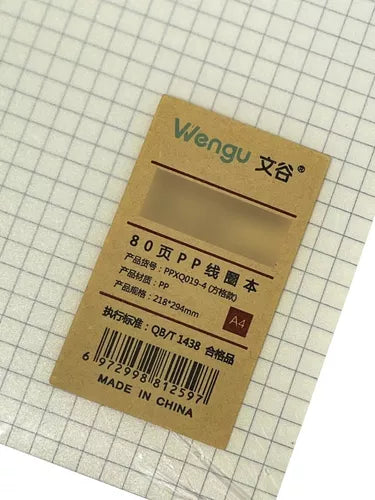 Wengu 文谷®
80页PP线圈本
产品货号：PPXQ019-4 (方格款)
产品材质：PP
产品规格：218*294mm
A4
执行标准：QB/T 1438 合格品
6 972998 812597
MADE IN CHINA